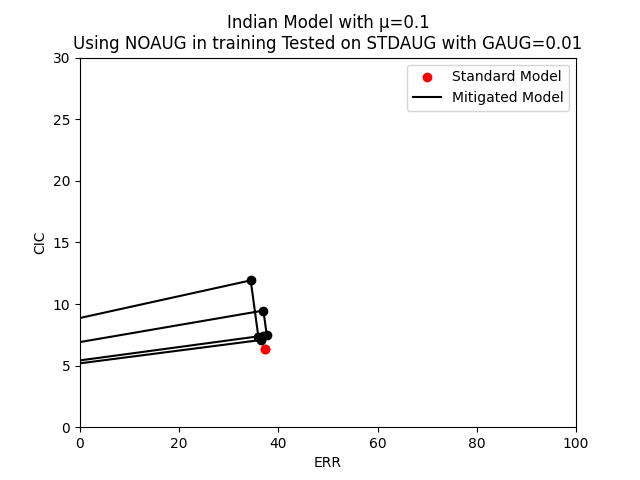 Indian Model with μ=0.1
Using NOAUG in training Tested on STDAUG with GAUG=0.01
Standard Model
Mitigated Model
CIC
30
25
20
15
10
5
0
0 20 40 60 80 100
ERR